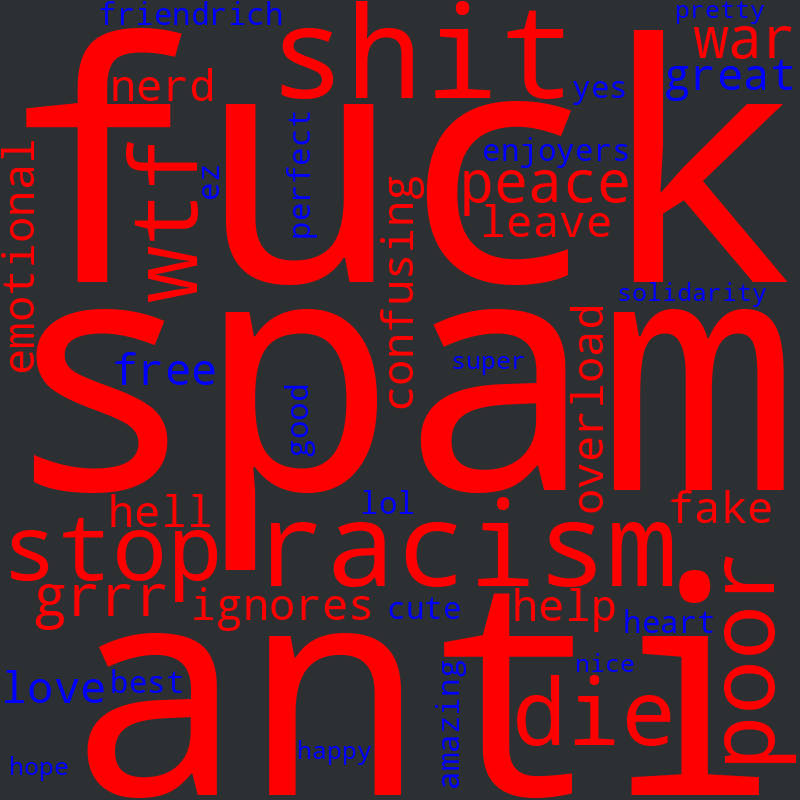 friendrich
pretty
shit
war
nerd
great
yes
fuck
perfect
enjoyers
wtf
ez
peace
leave
emotional
confusing
solidarity
spam
free
super
good
overload
hell
lol
fake
stop
racism
grrr
ignores
cute
help
heart
poor
anti
love
best
nice
amazing
die
happy
hope